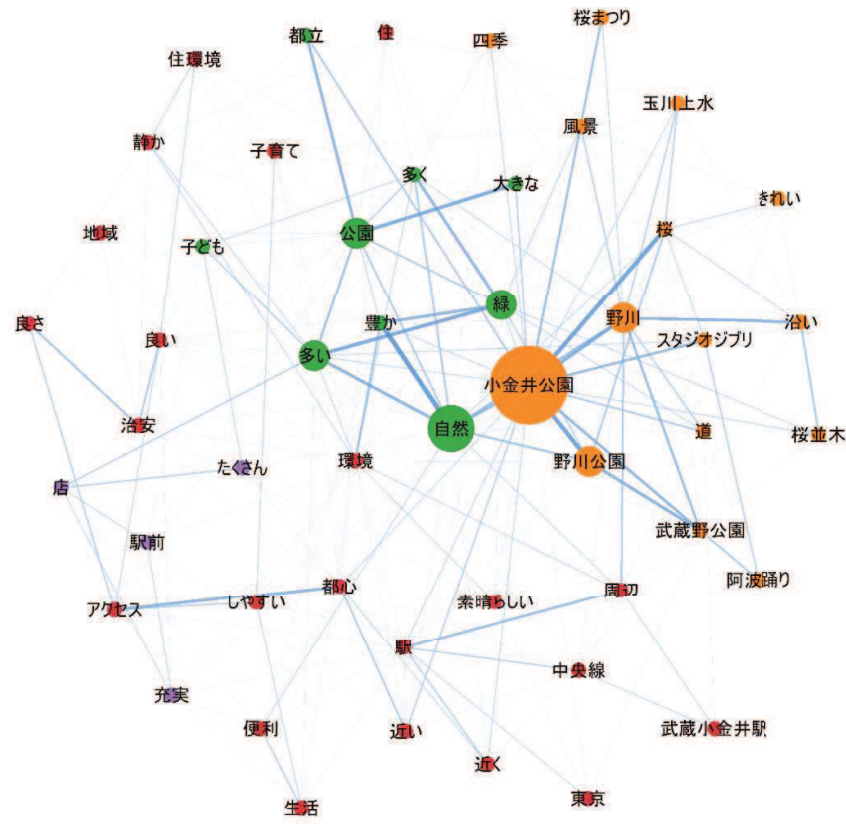 桜まつり
都立
住
四季
住環境
玉川上水
風景
静か
子育て
多く
大きな
きれい
桜
地域
子ども
公園
緑
野川
沿い
良さ
豊か
良い
多い
スタジオジブリ
小金井公園
治安
自然
道
桜並木
たくさん
環境
野川公園
店
武蔵野公園
駅前
阿波踊り
都心
周辺
アクセス
しやすい
素晴らしい
駅
中央線
充実
便利
近い
武蔵小金井駅
近く
東京
生活